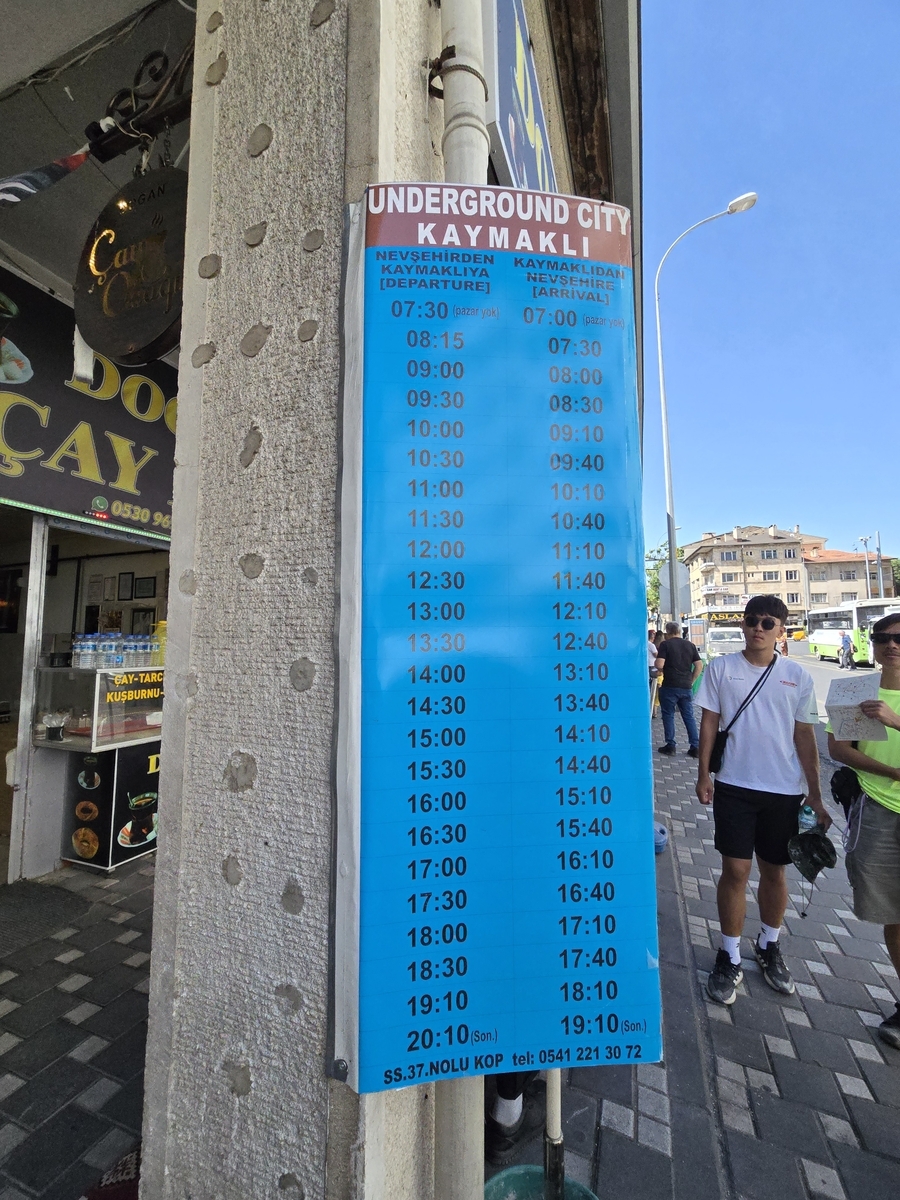 UNDERGROUND CITY
KAYMAKLI
NEVŞEHİRDEN
KAYMAKLIYA
[DEPARTURE]
KAYMAKLIDAN
NEVŞEHİRE
[ARRIVAL]
07:30 (pazar yok) 07:00 (pazar yok)
08:15 07:30
09:00 08:00
09:30 08:30
10:00 09:10
10:30 09:40
11:00 10:10
11:30 10:40
12:00 11:10
12:30 11:40
13:00 12:10
13:30 12:40
14:00 13:10
14:30 13:40
15:00 14:10
15:30 14:40
16:00 15:10
16:30 15:40
17:00 16:10
17:30 16:40
18:00 17:10
18:30 17:40
19:10 18:10
20:10 (Son.) 19:10 (Son.)
SS.37.NOLU KOP tel: 0541 221 30 72
ÇAY
0530